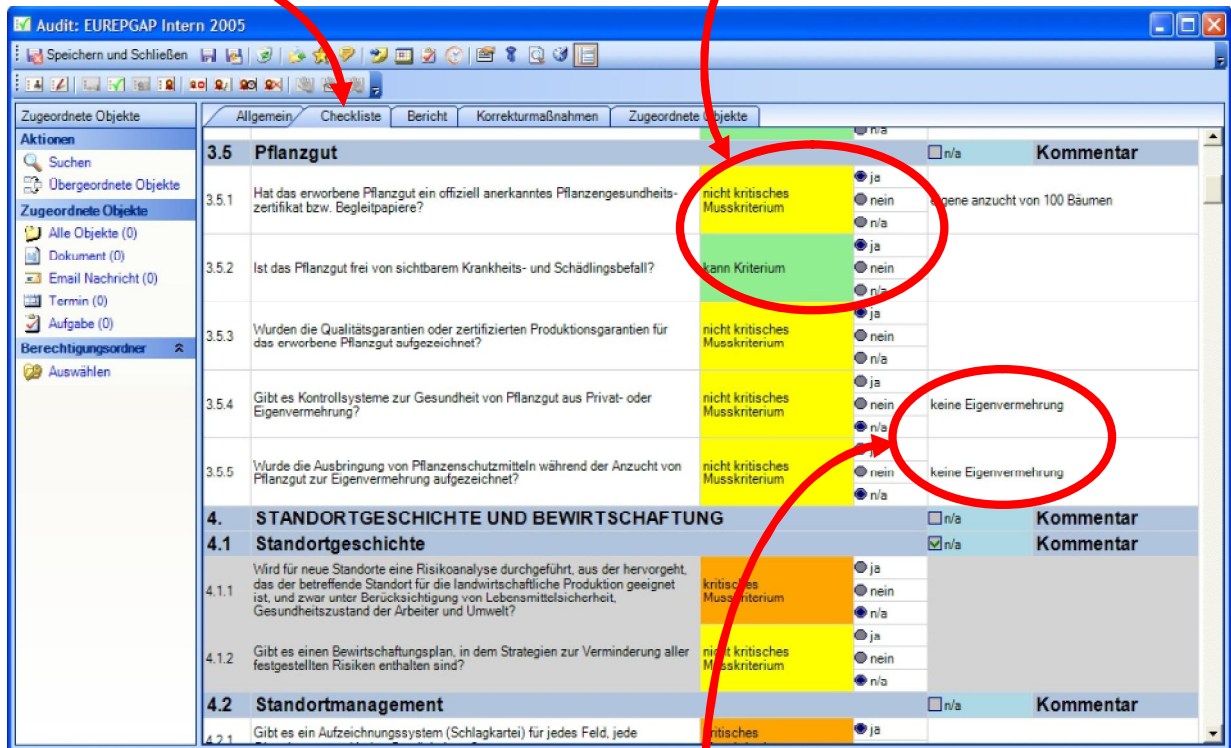 Audit: EUREPGAP Intern 2005
Speichern und Schließen
Zugeordnete Objekte
Aktionen
Suchen
Übergeordnete Objekte
Zugeordnete Objekte
Alle Objekte (0)
Dokument (0)
Email Nachricht (0)
Termin (0)
Aufgabe (0)
Berechtigungsordner
Auswählen
Allgemein Checkliste Bericht Korrekturmaßnahmen Zugeordnete Objekte
n/a
3.5 Pflanzgut n/a Kommentar
3.5.1 Hat das erworbene Pflanzgut ein offiziell anerkanntes Pflanzengesundheits-
zertifikat bzw. Begleitpapiere?
nicht kritisches
Musskriterium
ja
nein
n/a
eigene anzucht von 100 Bäumen
3.5.2 Ist das Pflanzgut frei von sichtbarem Krankheits- und Schädlingsbefall?
kann Kriterium
ja
nein
n/a
3.5.3 Wurden die Qualitätsgarantien oder zertifizierten Produktionsgarantien für
das erworbene Pflanzgut aufgezeichnet?
nicht kritisches
Musskriterium
ja
nein
n/a
3.5.4 Gibt es Kontrollsysteme zur Gesundheit von Pflanzgut aus Privat- oder
Eigenvermehrung?
nicht kritisches
Musskriterium
ja
nein
n/a
keine Eigenvermehrung
3.5.5 Wurde die Ausbringung von Pflanzenschutzmitteln während der Anzucht von
Pflanzgut zur Eigenvermehrung aufgezeichnet?
nicht kritisches
Musskriterium
nein
n/a
keine Eigenvermehrung
4. STANDORTGESCHICHTE UND BEWIRTSCHAFTUNG n/a Kommentar
4.1 Standortgeschichte n/a Kommentar
4.1.1 Wird für neue Standorte eine Risikoanalyse durchgeführt, aus der hervorgeht,
das der betreffende Standort für die landwirtschaftliche Produktion geeignet
ist, und zwar unter Berücksichtigung von Lebensmittelsicherheit,
Gesundheitszustand der Arbeiter und Umwelt?
kritisches
Musskriterium
ja
nein
n/a
4.1.2 Gibt es einen Bewirtschaftungsplan, in dem Strategien zur Verminderung aller
festgestellten Risiken enthalten sind?
nicht kritisches
Musskriterium
ja
nein
n/a
4.2 Standortmanagement n/a Kommentar
4.2.1 Gibt es ein Aufzeichnungssystem (Schlagkartei) für jedes Feld, jede
kritisches
ja